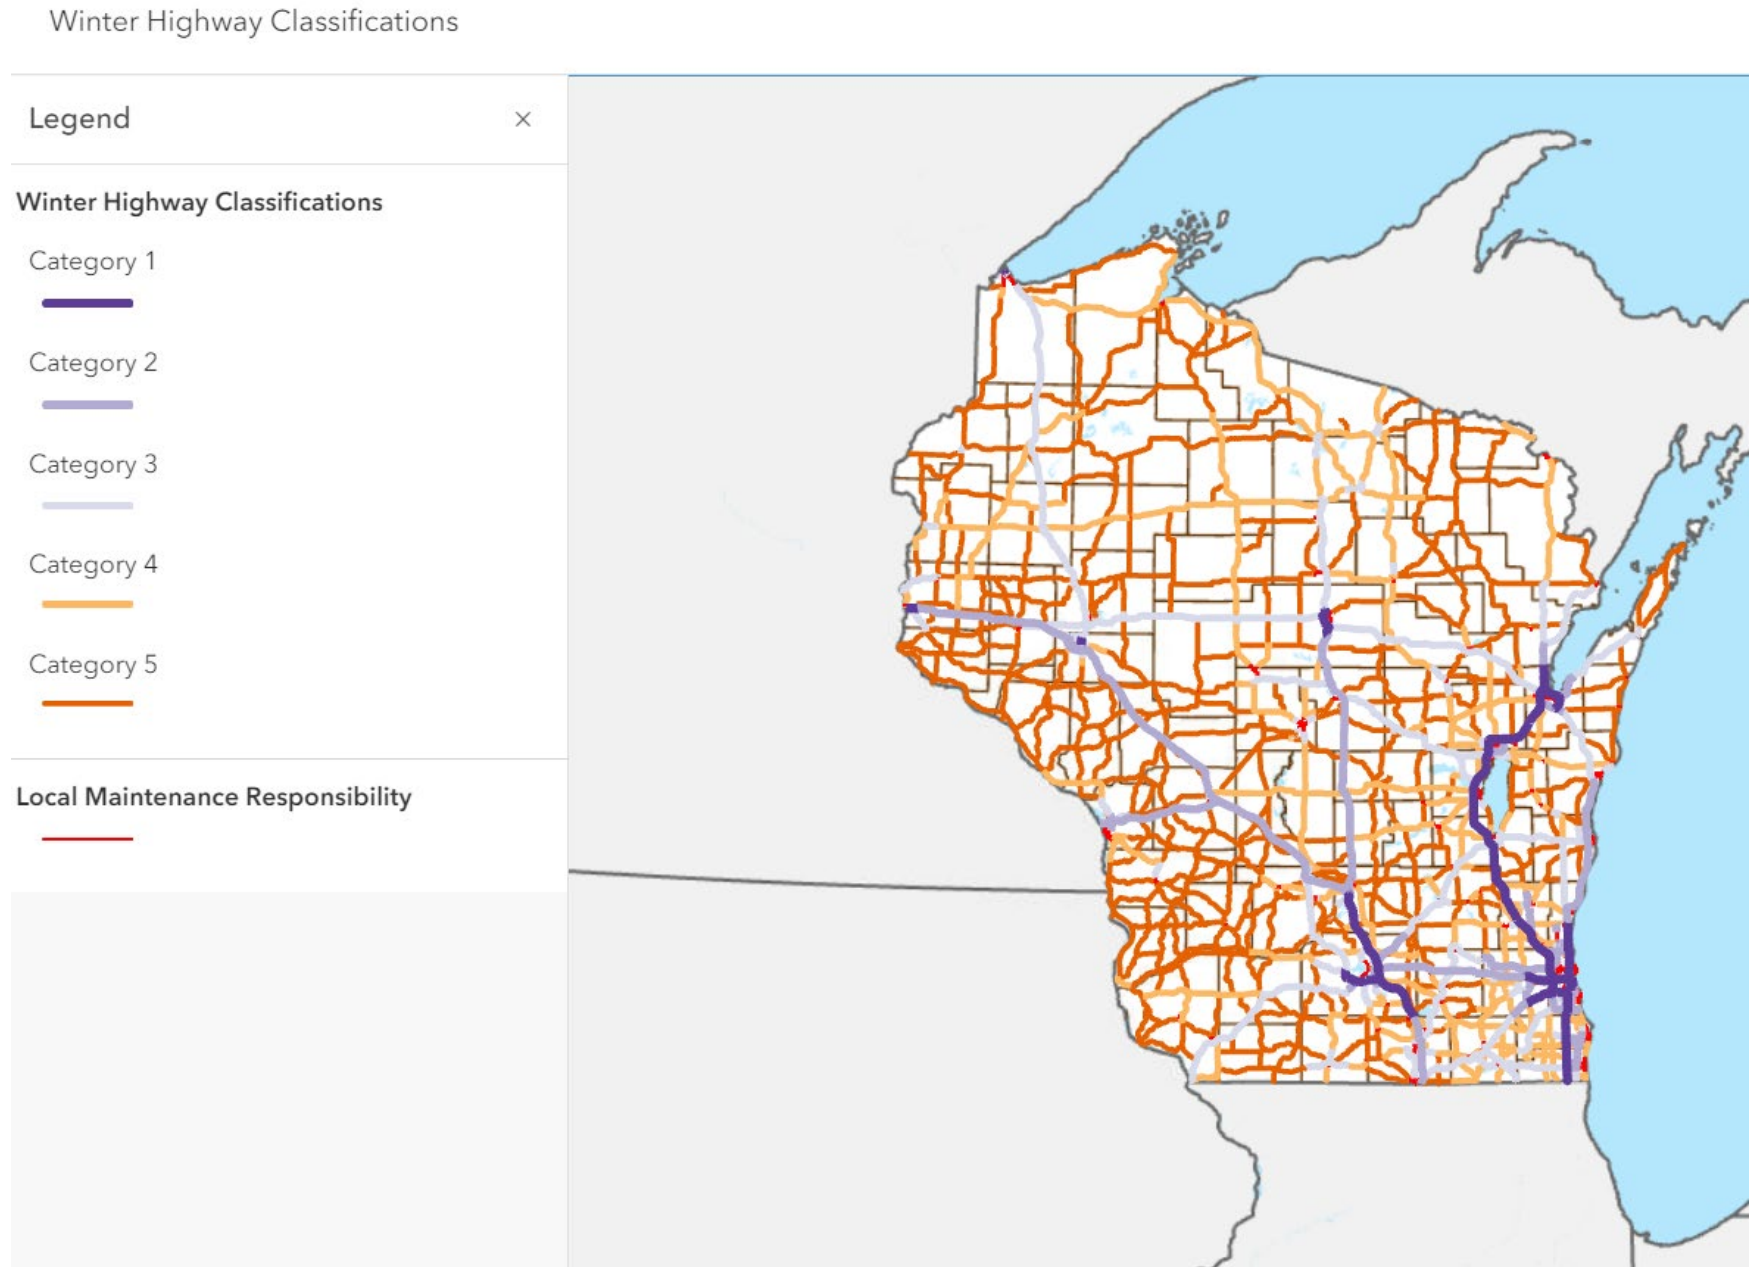 Winter Highway Classifications
Legend
Winter Highway Classifications
Category 1
Category 2
Category 3
Category 4
Category 5
Local Maintenance Responsibility